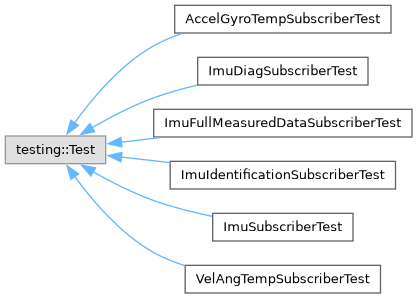 AccelGyroTempSubscriberTest
ImuDiagSubscriberTest
ImuFullMeasuredDataSubscriberTest
testing::Test
ImuIdentificationSubscriberTest
ImuSubscriberTest
VelAngTempSubscriberTest